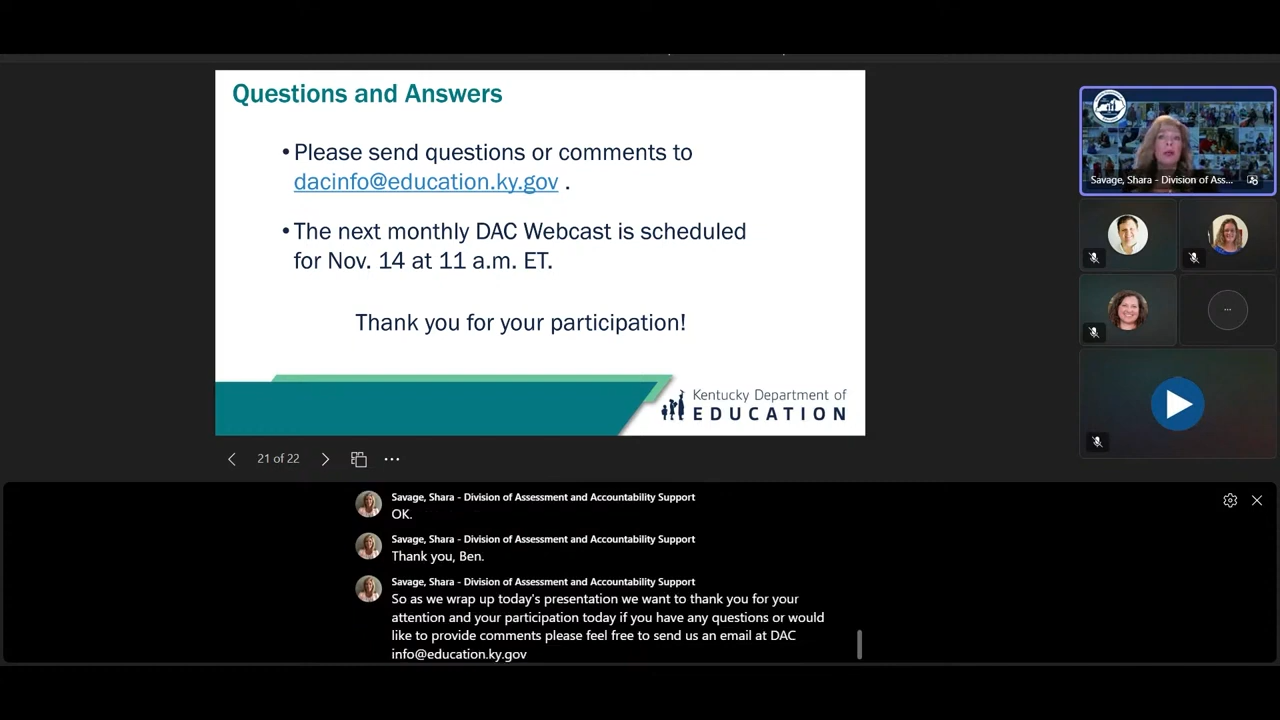 Questions and Answers
•Please send questions or comments to
dacinfo@education.ky.gov .
•The next monthly DAC Webcast is scheduled
for Nov. 14 at 11 a.m. ET.
Thank you for your participation!
Kentucky Department of
EDUCATION
21 of 22
Savage, Shara - Division of Ass...
Savage, Shara - Division of Assessment and Accountability Support
OK.
Savage, Shara - Division of Assessment and Accountability Support
Thank you, Ben.
Savage, Shara - Division of Assessment and Accountability Support
So as we wrap up today's presentation we want to thank you for your
attention and your participation today if you have any questions or would
like to provide comments please feel free to send us an email at DAC
info@education.ky.gov